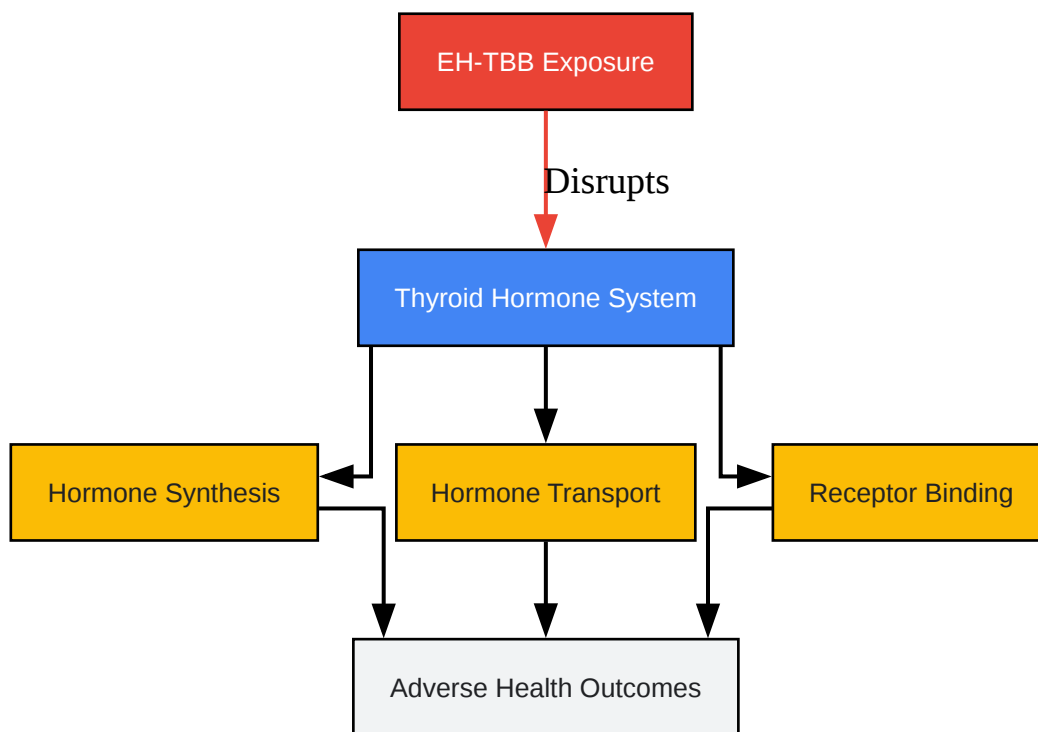 EH-TBB Exposure
Disrupts
Thyroid Hormone System
Hormone Synthesis
Hormone Transport
Receptor Binding
Adverse Health Outcomes